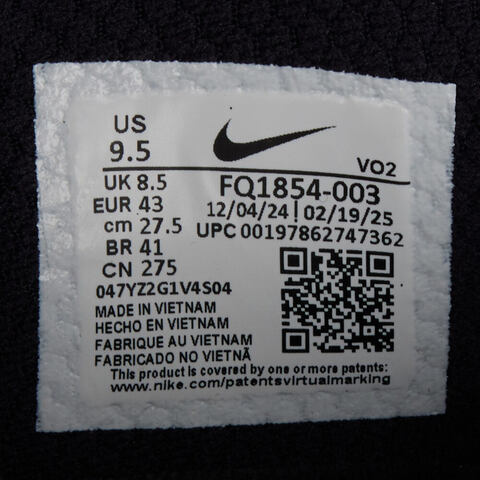 US
9.5
VO2
UK 8.5
EUR 43
cm 27.5
BR 41
CN 275
FQ1854-003
12/04/24 | 02/19/25
UPC 00197862747362
047YZ2G1V4S04
MADE IN VIETNAM
HECHO EN VIETNAM
FABRIQUE AU VIETNAM
FABRICADO NO VIETNÃ
This product is covered by one or more patents:
www.nike.com/patentsvirtualmarking